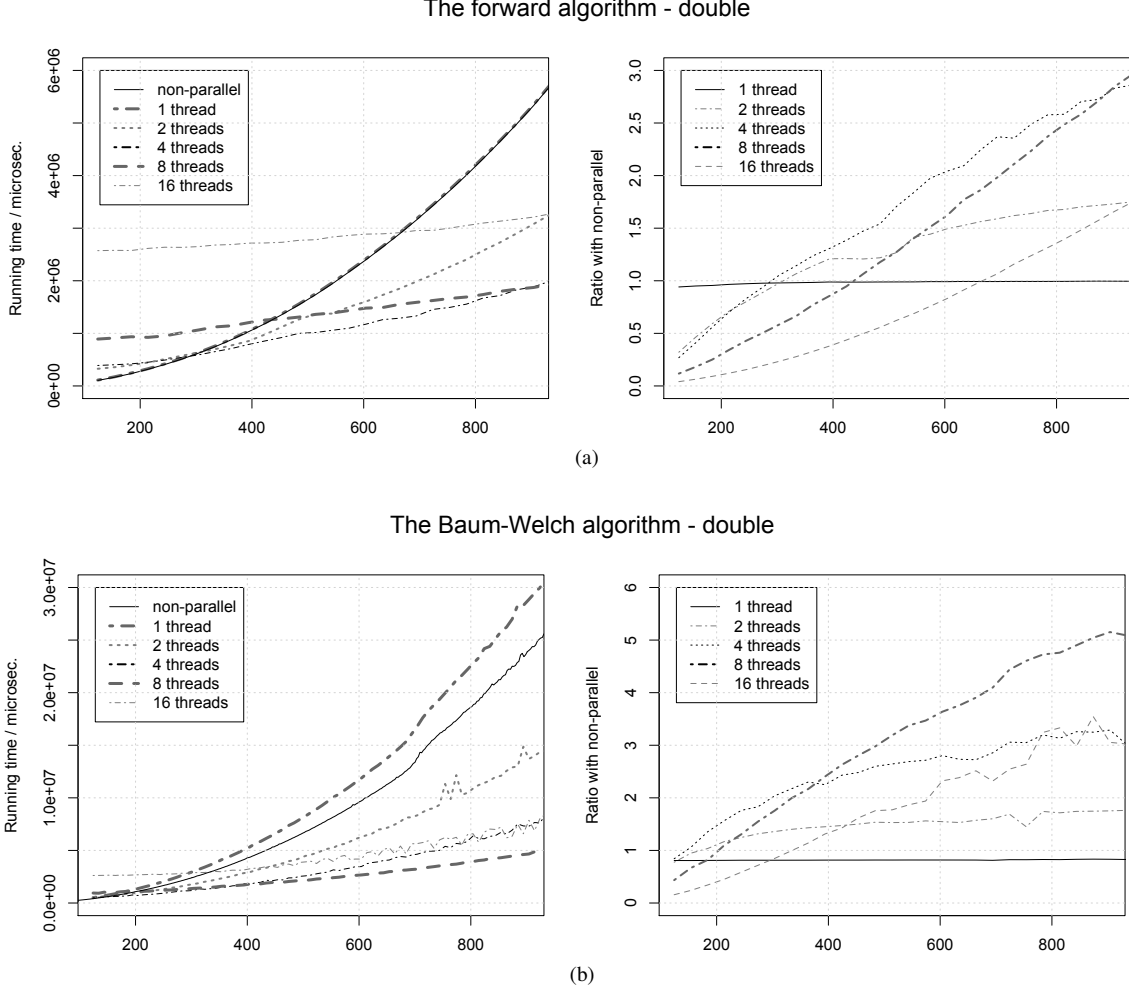 The forward algorithm - double
Running time / microsec.
6e+06
4e+06
2e+06
0e+00
non-parallel
1 thread
2 threads
4 threads
8 threads
16 threads
200
400
600
800
Ratio with non-parallel
3.0
2.5
2.0
1.5
1.0
0.5
0.0
1 thread
2 threads
4 threads
8 threads
16 threads
200
400
600
800
(a)
The Baum-Welch algorithm - double
Running time / microsec.
3.0e+07
2.0e+07
1.0e+07
0.0e+00
non-parallel
1 thread
2 threads
4 threads
8 threads
16 threads
200
400
600
800
Ratio with non-parallel
6
5
4
3
2
1
0
1 thread
2 threads
4 threads
8 threads
16 threads
200
400
600
800
(b)